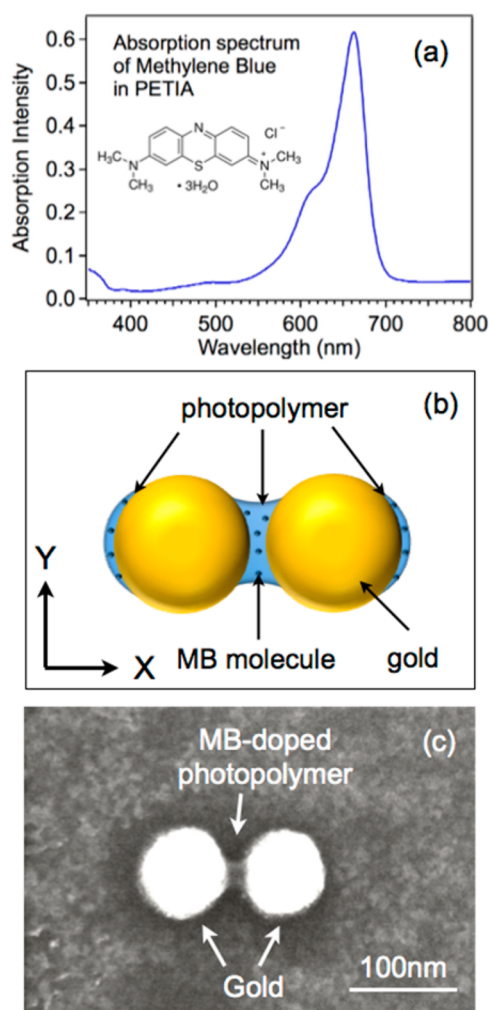 (a)
Absorption spectrum
of Methylene Blue
in PETIA
N
Cl⁻
H₃C
N
S
N⁺
CH₃
CH₃
CH₃
• 3H₂O
Absorption Intensity
0.6
0.5
0.4
0.3
0.2
0.1
0.0
400 500 600 700 800
Wavelength (nm)
photopolymer (b)
Y
X
MB molecule gold
MB-doped (c)
photopolymer
Gold
100nm